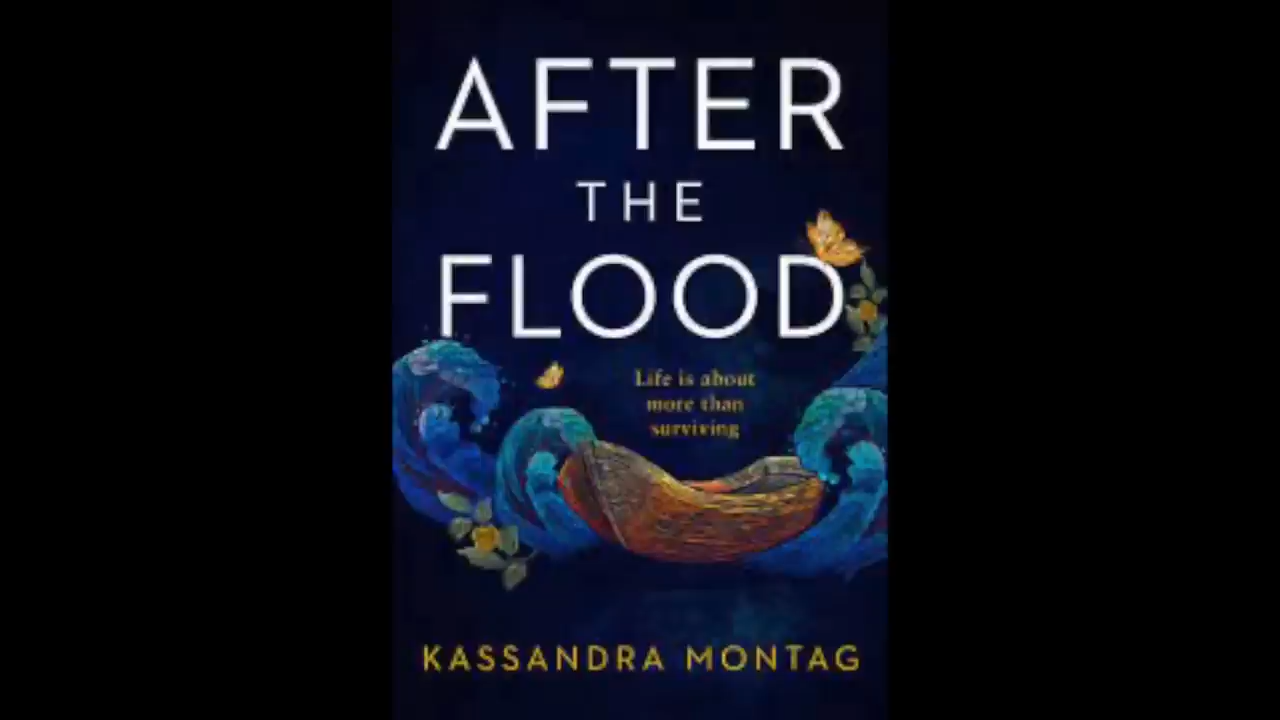 AFTER
THE
FLOOD
Life is about
more than
surviving
KASSANDRA MONTAG